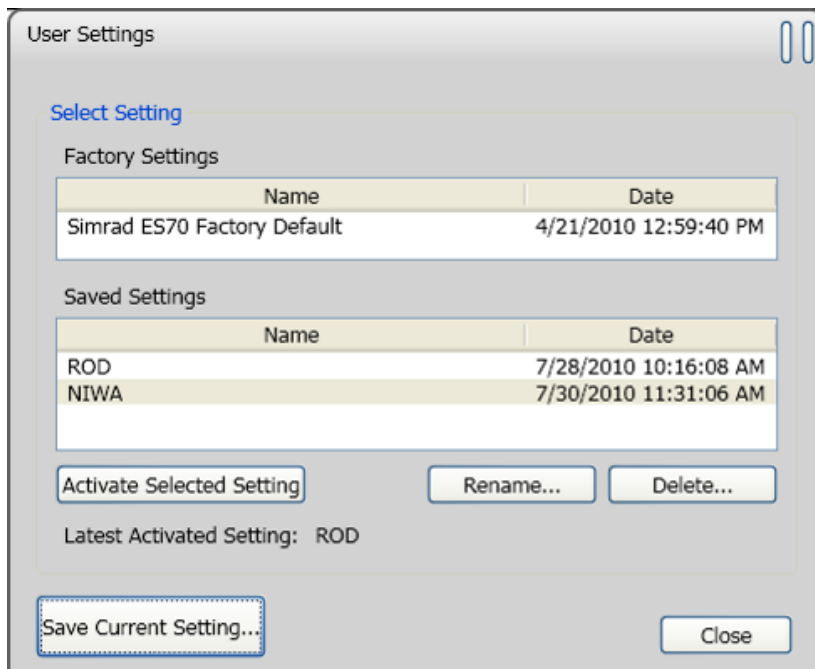 User Settings
Select Setting
Factory Settings
Name Date
Simrad ES70 Factory Default 4/21/2010 12:59:40 PM
Saved Settings
Name Date
ROD 7/28/2010 10:16:08 AM
NIWA 7/30/2010 11:31:06 AM
Activate Selected Setting Rename... Delete...
Latest Activated Setting: ROD
Save Current Setting... Close